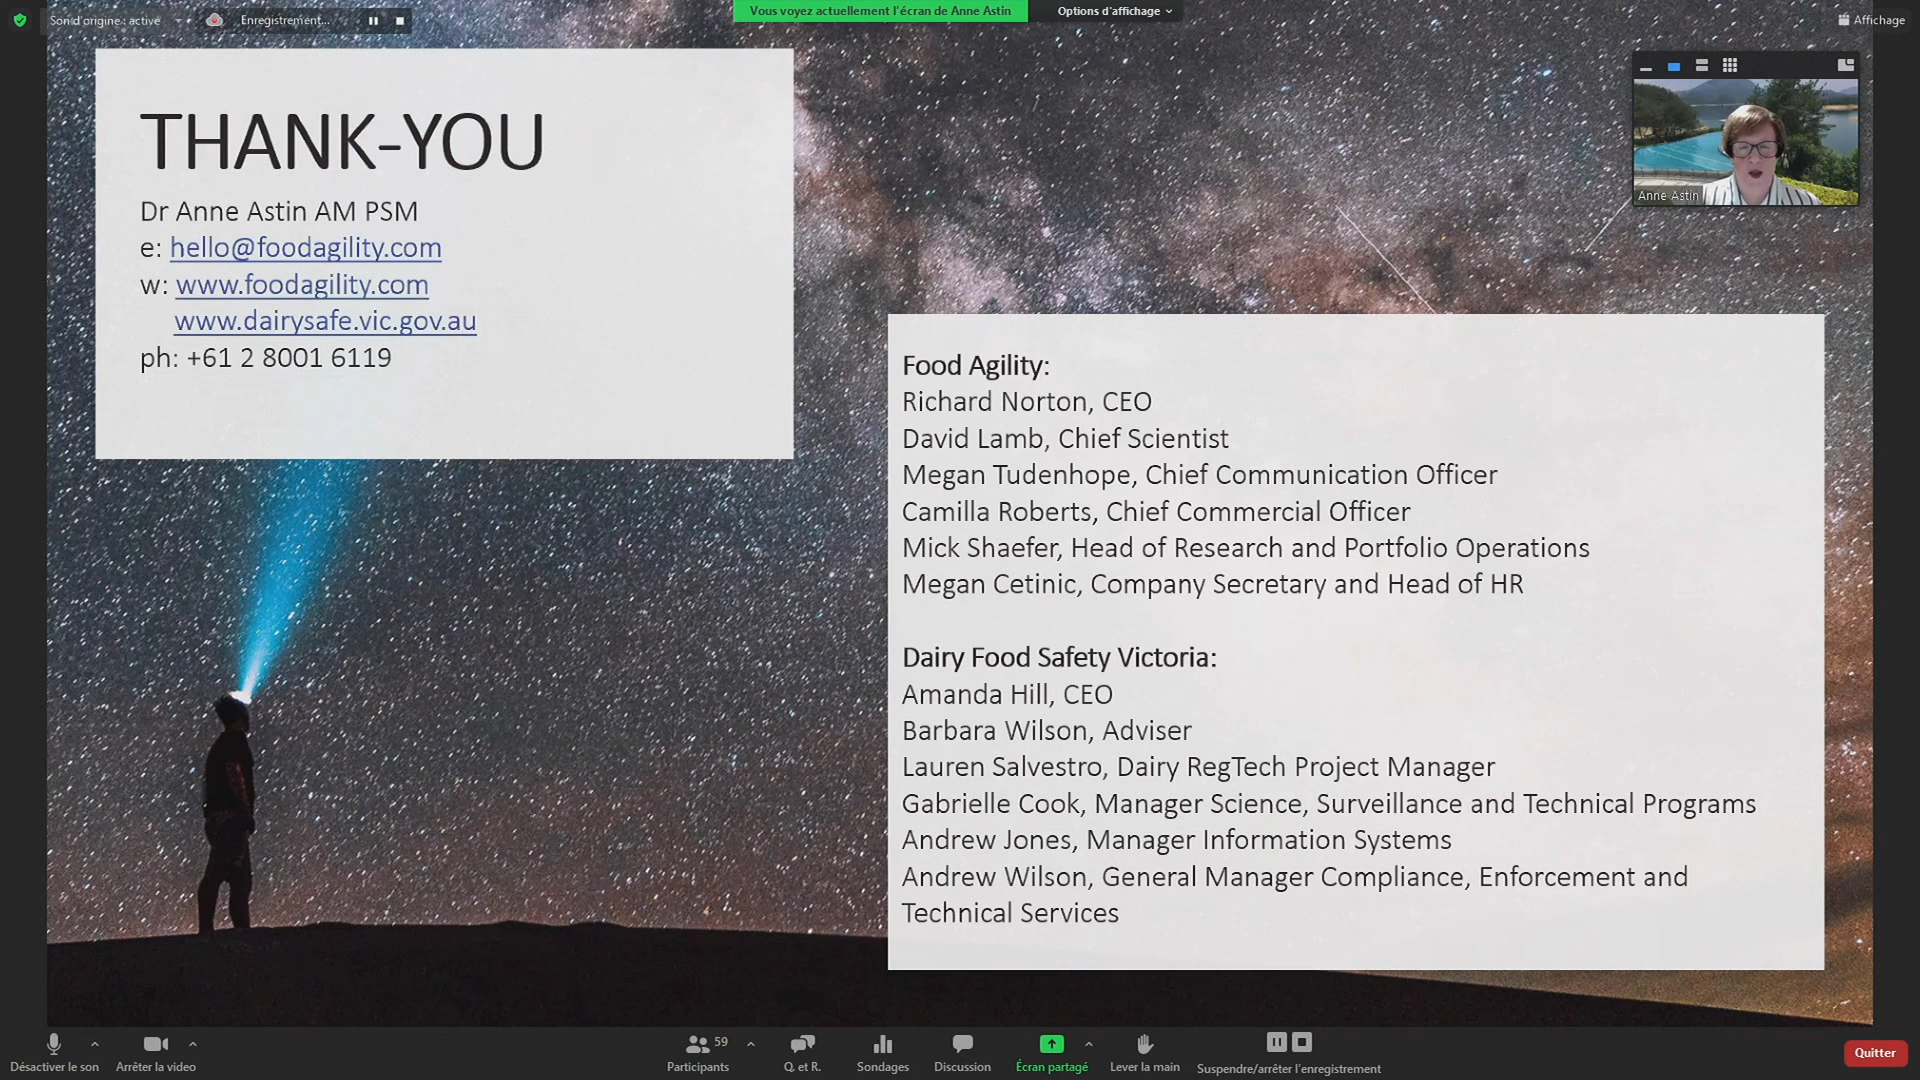 Son d'origine : activé
Enregistrement...
Vous voyez actuellement l'écran de Anne Astin
Options d'affichage
Affichage
THANK-YOU
Dr Anne Astin AM PSM
e: hello@foodagility.com
w: www.foodagility.com
www.dairysafe.vic.gov.au
ph: +61 2 8001 6119
Anne Astin
Food Agility:
Richard Norton, CEO
David Lamb, Chief Scientist
Megan Tudenhope, Chief Communication Officer
Camilla Roberts, Chief Commercial Officer
Mick Shaefer, Head of Research and Portfolio Operations
Megan Cetinic, Company Secretary and Head of HR
Dairy Food Safety Victoria:
Amanda Hill, CEO
Barbara Wilson, Adviser
Lauren Salvestro, Dairy RegTech Project Manager
Gabrielle Cook, Manager Science, Surveillance and Technical Programs
Andrew Jones, Manager Information Systems
Andrew Wilson, General Manager Compliance, Enforcement and
Technical Services
Désactiver le son
Arrêter la video
59
Participants
Q. et R.
Sondages
Discussion
Écran partagé
Lever la main
Suspendre/arrêter l'enregistrement
Quitter